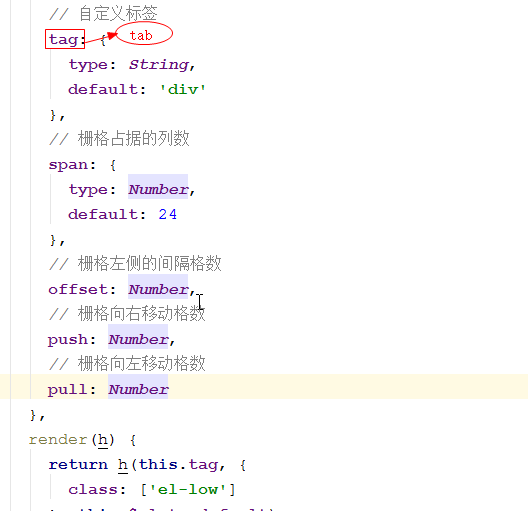 // 自定义标签
tag: { tab
type: String,
default: 'div'
},
// 栅格占据的列数
span: {
type: Number,
default: 24
},
// 栅格左侧的间隔格数
offset: Number,
// 栅格向右移动格数
push: Number,
// 栅格向左移动格数
pull: Number
},
render(h) {
return h(this.tag, {
class: ['el-low']